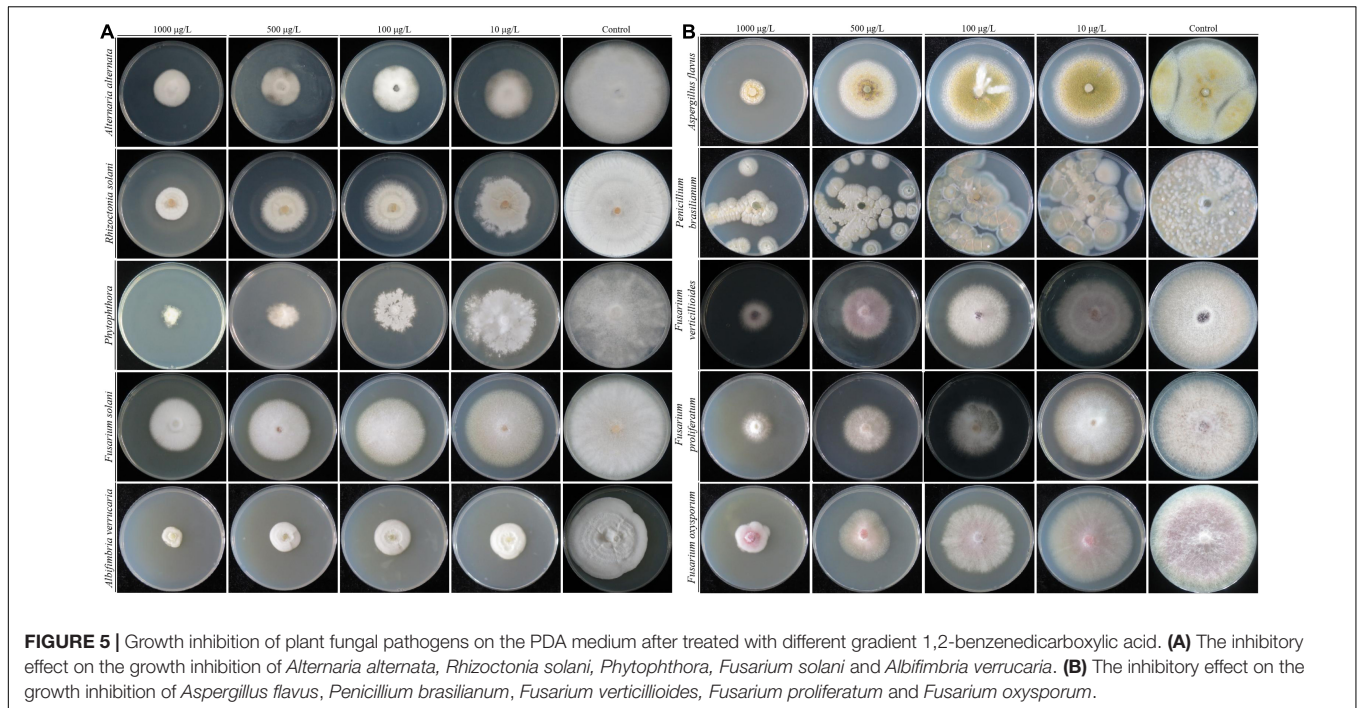 A
1000 µg/L 500 µg/L 100 µg/L 10 µg/L Control
Alternaria alternata
Rhizoctonia solani
Phytophthora
Fusarium solani
Albifimbria verrucaria
B
1000 µg/L 500 µg/L 100 µg/L 10 µg/L Control
Aspergillus flavus
Penicillium
brasilianum
Fusarium
verticillioides
Fusarium
proliferatum
Fusarium oxysporum
FIGURE 5 | Growth inhibition of plant fungal pathogens on the PDA medium after treated with different gradient 1,2-benzenedicarboxylic acid. (A) The inhibitory
effect on the growth inhibition of Alternaria alternata, Rhizoctonia solani, Phytophthora, Fusarium solani and Albifimbria verrucaria. (B) The inhibitory effect on the
growth inhibition of Aspergillus flavus, Penicillium brasilianum, Fusarium verticillioides, Fusarium proliferatum and Fusarium oxysporum.